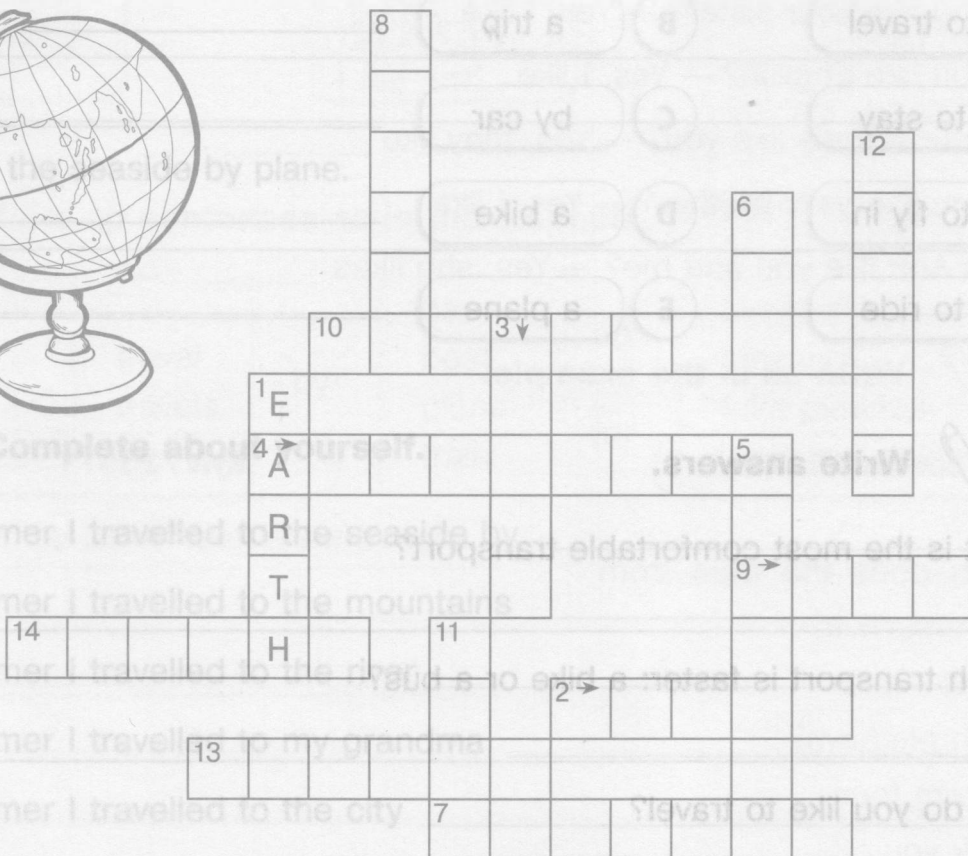 8
a trip
B
to travel
by car
C
to stay
12
the seaside by plane.
6
a bike
D
to fly in
10
3
a plane
E
to ride
1 E
4 A
5
Complete about yourself.
Write answers.
R
mer I travelled to the seaside by
is the most comfortable transport?
9
T
mer I travelled to the mountains
14
11
H
mer I travelled to the river
h transport is faster: a bike or a bus?
2
mer I travelled to my grandma
13
mer I travelled to the city
7
do you like to travel?